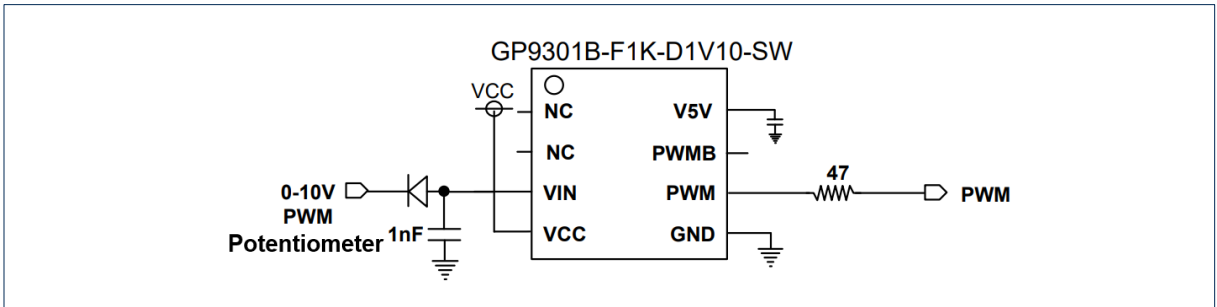 GP9301B-F1K-D1V10-SW
VCC
NC
V5V
NC
PWMB
47
0-10V
VIN
PWM
PWM
PWM
Potentiometer
1nF
VCC
GND